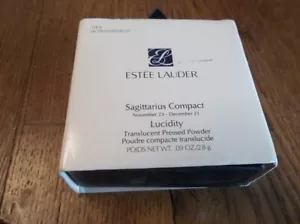 ESTĒE LAUDER
Sagittarius Compact
November 23 - December 21
Lucidity
Translucent Pressed Powder
Poudre compacte translucide
POIDS NET WT. .09 OZ./2.8 g